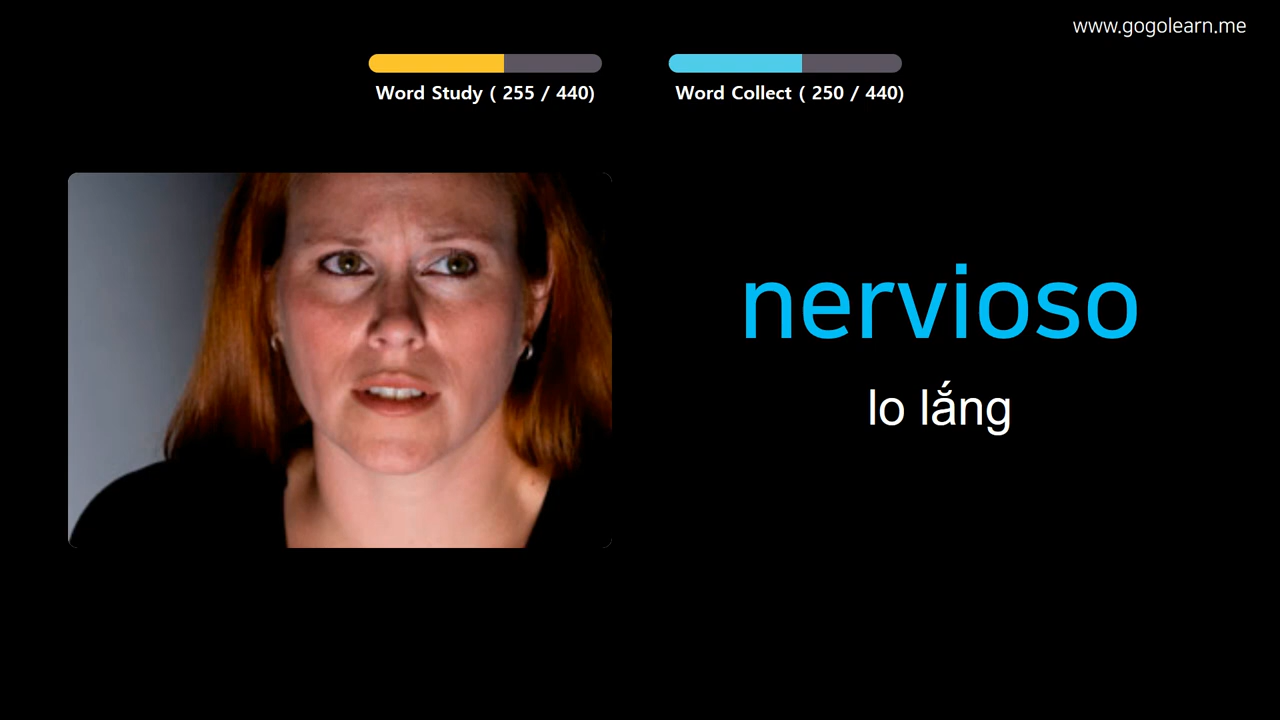 www.gogolearn.me
Word Study ( 255 / 440)
Word Collect ( 250 / 440)
nervioso
lo lắng